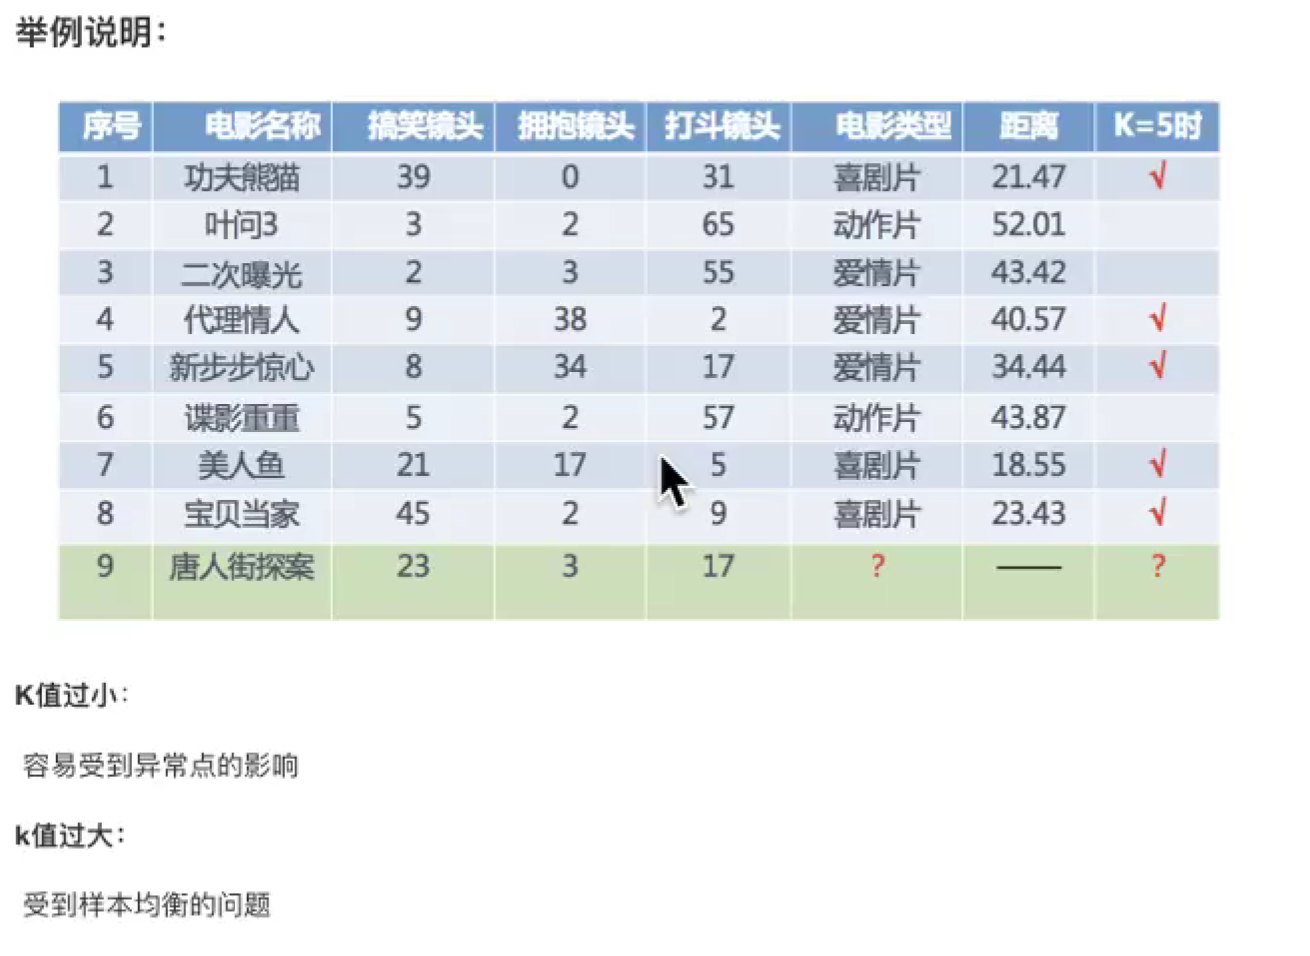 举例说明：
序号 电影名称 搞笑镜头 拥抱镜头 打斗镜头 电影类型 距离 K=5时
1 功夫熊猫 39 0 31 喜剧片 21.47 √
2 叶问3 3 2 65 动作片 52.01
3 二次曝光 2 3 55 爱情片 43.42
4 代理情人 9 38 2 爱情片 40.57 √
5 新步步惊心 8 34 17 爱情片 34.44 √
6 谍影重重 5 2 57 动作片 43.87
7 美人鱼 21 17 5 喜剧片 18.55 √
8 宝贝当家 45 2 9 喜剧片 23.43 √
9 唐人街探案 23 3 17 ? —— ?
K值过小：
容易受到异常点的影响
k值过大：
受到样本均衡的问题